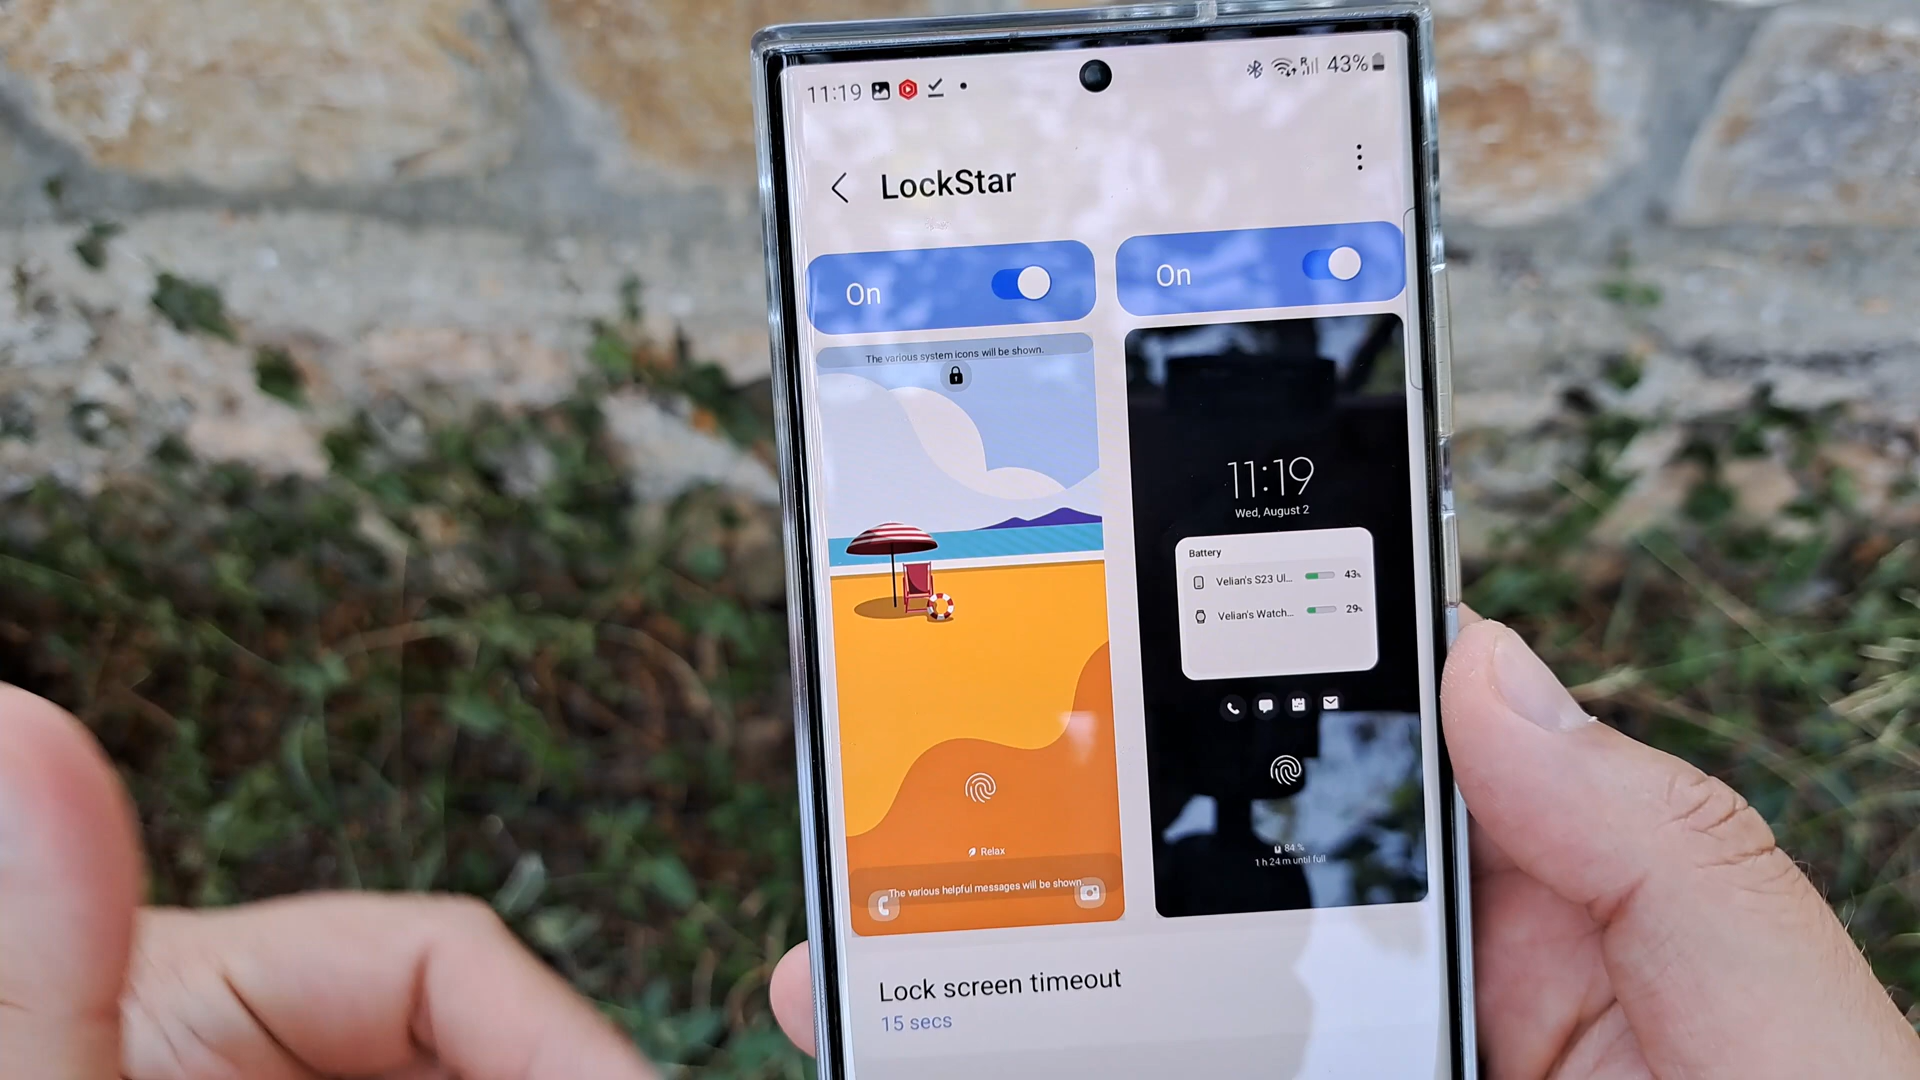 11:19
43%
LockStar
On
On
The various system icons will be shown.
Relax
The various helpful messages will be shown.
11:19
Wed, August 2
Battery
Velian's S23 Ul... 43%
Velian's Watch... 29%
84 %
1 h 24 m until full
Lock screen timeout
15 secs